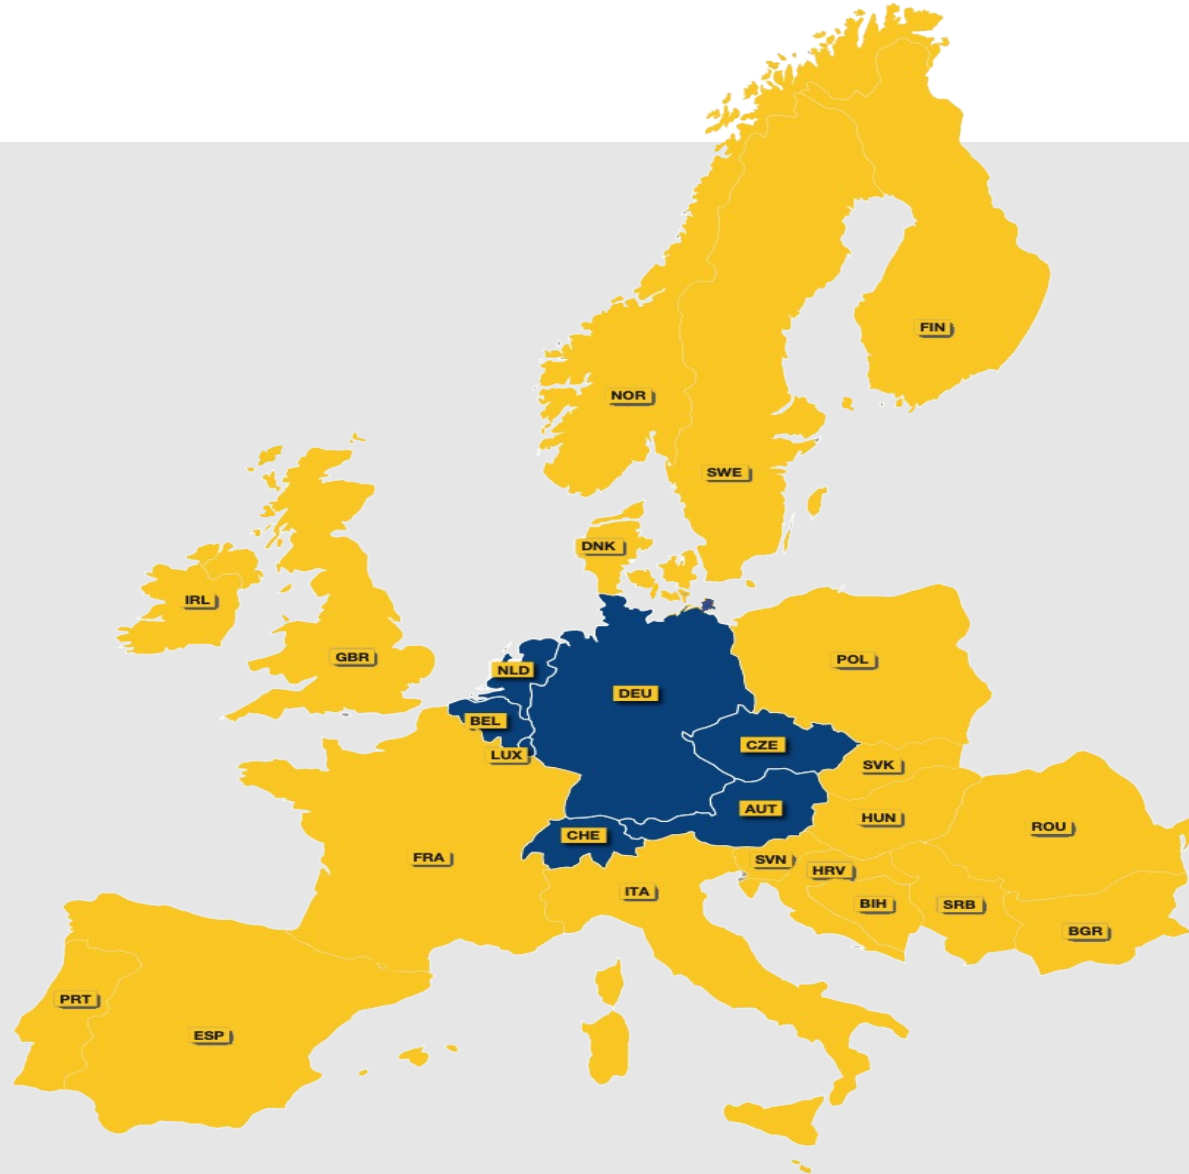 FIN
NOR
SWE
DNK
IRL
GBR
POL
NLD
DEU
BEL
CZE
LUX
SVK
AUT
HUN
ROU
CHE
FRA
SVN
HRV
ITA
BIH
SRB
BGR
PRT
ESP